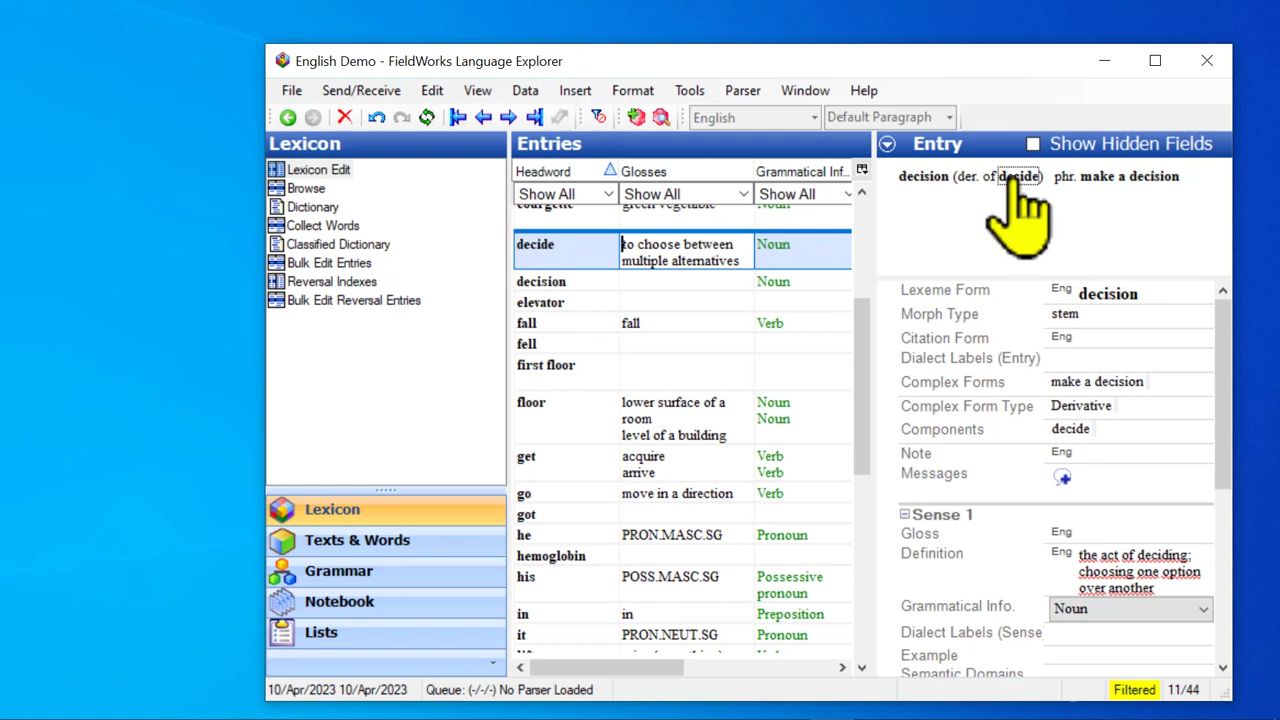 English Demo - FieldWorks Language Explorer
File Send/Receive Edit View Data Insert Format Tools Parser Window Help
English Default Paragraph
Lexicon
Lexicon Edit
Browse
Dictionary
Collect Words
Classified Dictionary
Bulk Edit Entries
Reversal Indexes
Bulk Edit Reversal Entries
Lexicon
Texts & Words
Grammar
Notebook
Lists
Entries
Headword Glosses Grammatical Inf...
Show All Show All Show All
courgette green vegetable Noun
decide to choose between Noun
multiple alternatives
decision Noun
elevator
fall fall Verb
fell
first floor
floor lower surface of a Noun
room Noun
level of a building
get acquire Verb
arrive Verb
go move in a direction Verb
got
he PRON.MASC.SG Pronoun
hemoglobin
his POSS.MASC.SG Possessive
pronoun
in in Preposition
it PRON.NEUT.SG Pronoun
Entry Show Hidden Fields
decision (der. of decide) phr. make a decision
Lexeme Form Eng decision
Morph Type stem
Citation Form Eng
Dialect Labels (Entry)
Complex Forms make a decision
Complex Form Type Derivative
Components decide
Note Eng
Messages
Sense 1
Gloss Eng
Definition Eng the act of deciding;
choosing one option
over another
Grammatical Info. Noun
Dialect Labels (Sense)
Example
Semantic Domains
10/Apr/2023 10/Apr/2023 Queue: (-/-/-) No Parser Loaded Filtered 11/44